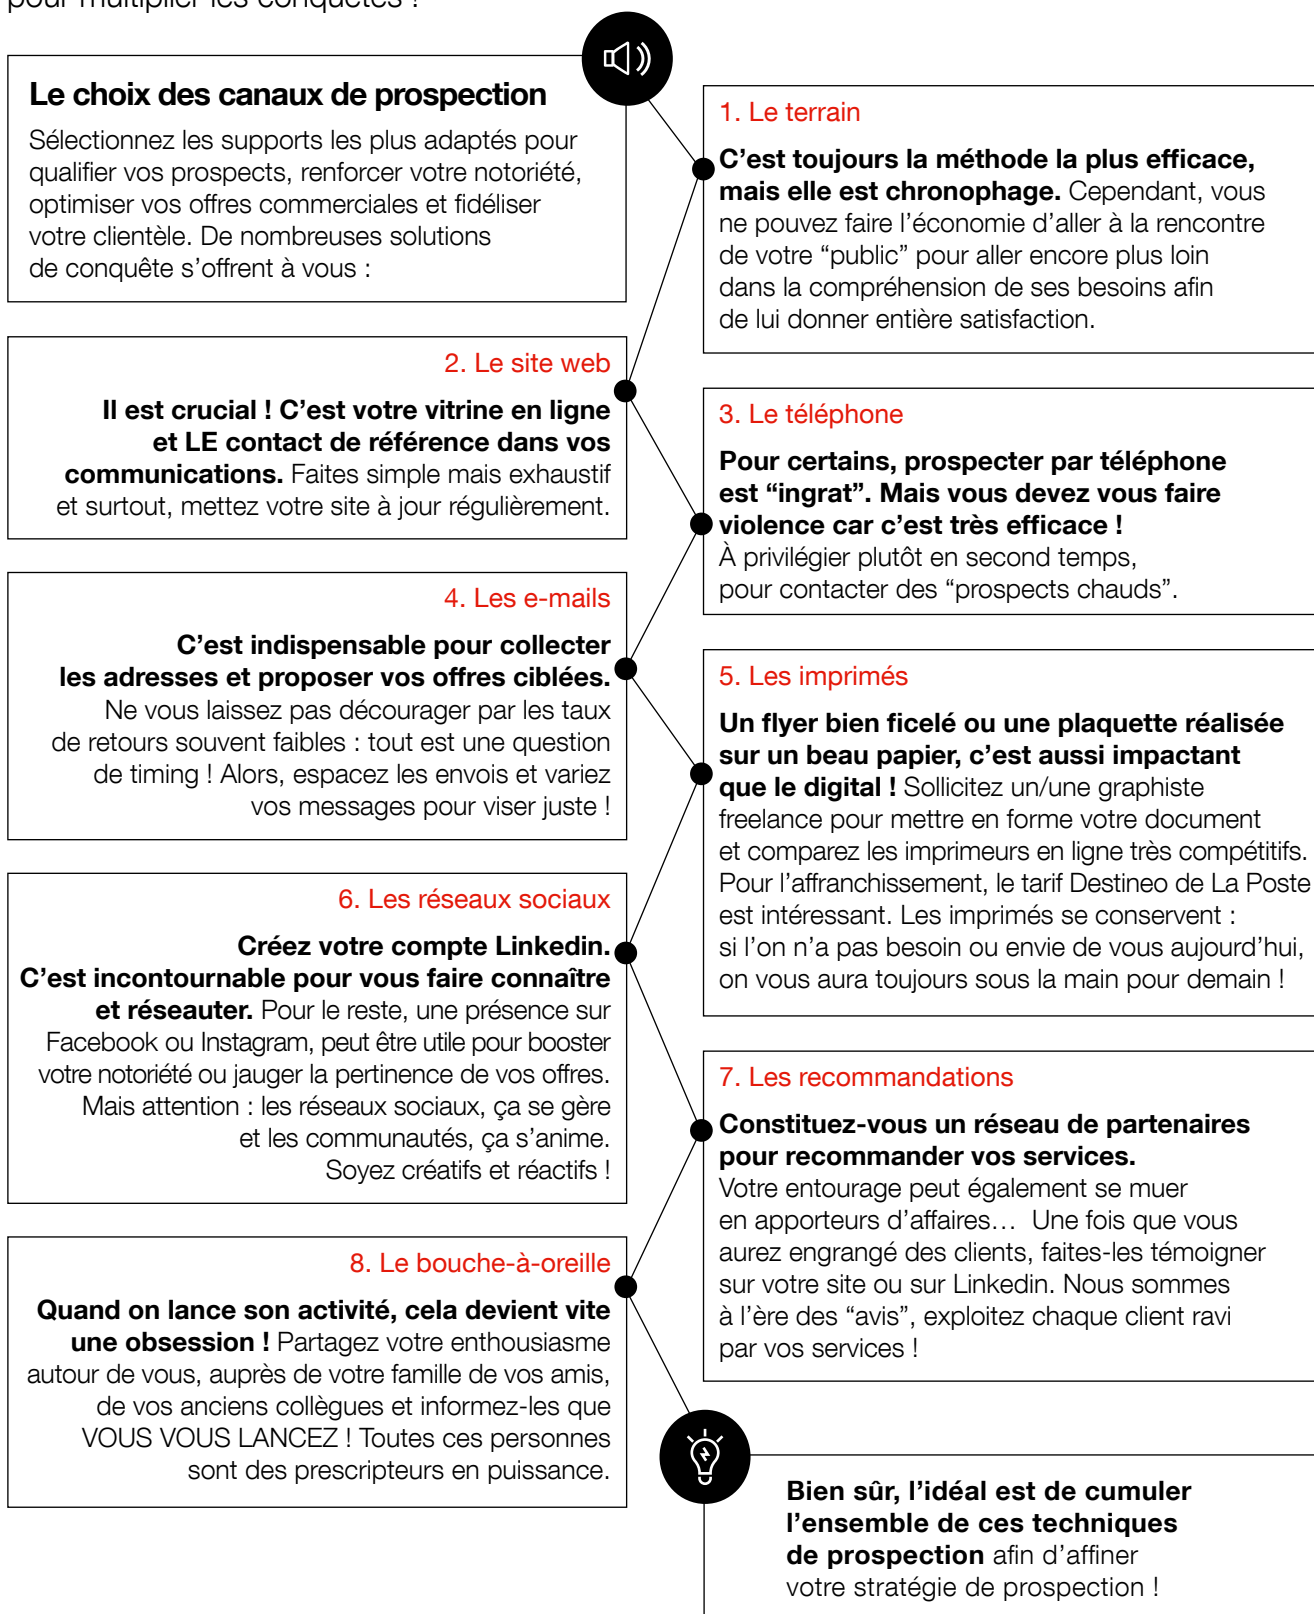 pour multiplier les conquêtes !
Le choix des canaux de prospection
Sélectionnez les supports les plus adaptés pour
qualifier vos prospects, renforcer votre notoriété,
optimiser vos offres commerciales et fidéliser
votre clientèle. De nombreuses solutions
de conquête s’offrent à vous :
1. Le terrain
C’est toujours la méthode la plus efficace,
mais elle est chronophage. Cependant, vous
ne pouvez faire l’économie d’aller à la rencontre
de votre “public” pour aller encore plus loin
dans la compréhension de ses besoins afin
de lui donner entière satisfaction.
2. Le site web
Il est crucial ! C’est votre vitrine en ligne
et LE contact de référence dans vos
communications. Faites simple mais exhaustif
et surtout, mettez votre site à jour régulièrement.
3. Le téléphone
Pour certains, prospecter par téléphone
est “ingrat”. Mais vous devez vous faire
violence car c’est très efficace !
À privilégier plutôt en second temps,
pour contacter des “prospects chauds”.
4. Les e-mails
C’est indispensable pour collecter
les adresses et proposer vos offres ciblées.
Ne vous laissez pas décourager par les taux
de retours souvent faibles : tout est une question
de timing ! Alors, espacez les envois et variez
vos messages pour viser juste !
5. Les imprimés
Un flyer bien ficelé ou une plaquette réalisée
sur un beau papier, c’est aussi impactant
que le digital ! Sollicitez un/une graphiste
freelance pour mettre en forme votre document
et comparez les imprimeurs en ligne très compétitifs.
Pour l’affranchissement, le tarif Destineo de La Poste
est intéressant. Les imprimés se conservent :
si l’on n’a pas besoin ou envie de vous aujourd’hui,
on vous aura toujours sous la main pour demain !
6. Les réseaux sociaux
Créez votre compte Linkedin.
C’est incontournable pour vous faire connaître
et réseauter. Pour le reste, une présence sur
Facebook ou Instagram, peut être utile pour booster
votre notoriété ou jauger la pertinence de vos offres.
Mais attention : les réseaux sociaux, ça se gère
et les communautés, ça s’anime.
Soyez créatifs et réactifs !
7. Les recommandations
Constituez-vous un réseau de partenaires
pour recommander vos services.
Votre entourage peut également se muer
en apporteurs d’affaires… Une fois que vous
aurez engrangé des clients, faites-les témoigner
sur votre site ou sur Linkedin. Nous sommes
à l’ère des “avis”, exploitez chaque client ravi
par vos services !
8. Le bouche-à-oreille
Quand on lance son activité, cela devient vite
une obsession ! Partagez votre enthousiasme
autour de vous, auprès de votre famille de vos amis,
de vos anciens collègues et informez-les que
VOUS VOUS LANCEZ ! Toutes ces personnes
sont des prescripteurs en puissance.
Bien sûr, l’idéal est de cumuler
l’ensemble de ces techniques
de prospection afin d’affiner
votre stratégie de prospection !